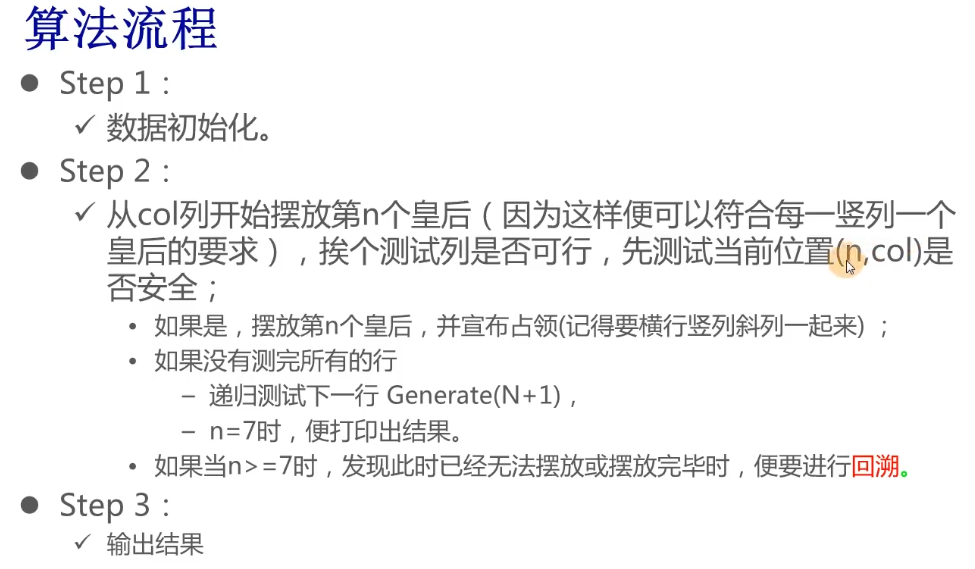 算法流程
Step 1：
数据初始化。
Step 2：
从col列开始摆放第n个皇后（因为这样便可以符合每一竖列一个
皇后的要求），挨个测试列是否可行，先测试当前位置(n,col)是
否安全；
如果是，摆放第n个皇后，并宣布占领(记得要横行竖列斜列一起来) ；
如果没有测完所有的行
– 递归测试下一行 Generate(N+1)，
– n=7时，便打印出结果。
如果当n>=7时，发现此时已经无法摆放或摆放完毕时，便要进行回溯。
Step 3：
输出结果